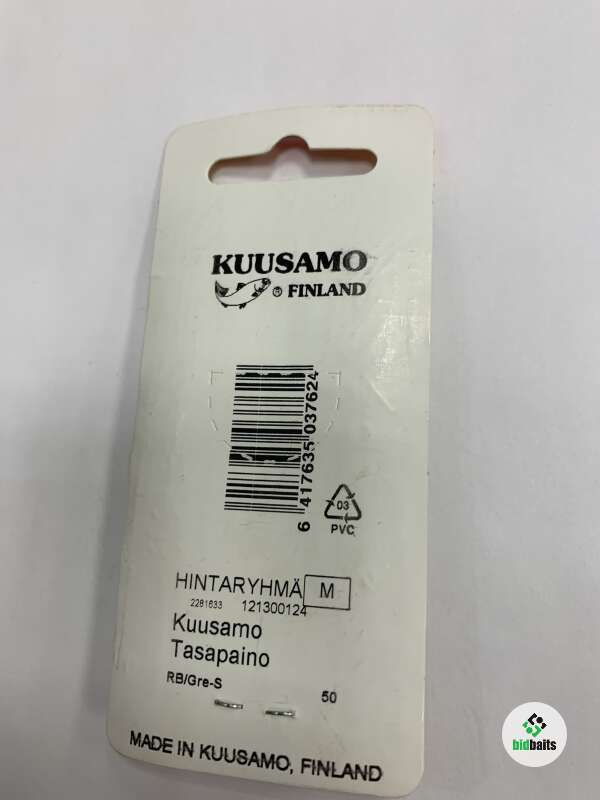 KUUSAMO
® FINLAND
6 417635 037624
03
PVC
HINTARYHMÄ M
2281633 121300124
Kuusamo
Tasapaino
RB/Gre-S 50
MADE IN KUUSAMO, FINLAND
bidbaits